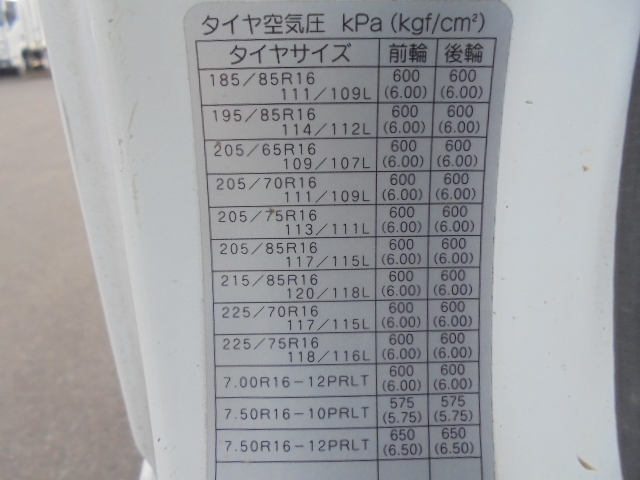 タイヤ空気圧 kPa(kgf/cm²)
タイヤサイズ 前輪 後輪
185/85R16 600 600
111/109L (6.00) (6.00)
195/85R16 600 600
114/112L (6.00) (6.00)
205/65R16 600 600
109/107L (6.00) (6.00)
205/70R16 600 600
111/109L (6.00) (6.00)
205/75R16 600 600
113/111L (6.00) (6.00)
205/85R16 600 600
117/115L (6.00) (6.00)
215/85R16 600 600
120/118L (6.00) (6.00)
225/70R16 600 600
117/115L (6.00) (6.00)
225/75R16 600 600
118/116L (6.00) (6.00)
7.00R16-12PRLT 600 600
(6.00) (6.00)
7.50R16-10PRLT 575 575
(5.75) (5.75)
7.50R16-12PRLT 650 650
(6.50) (6.50)